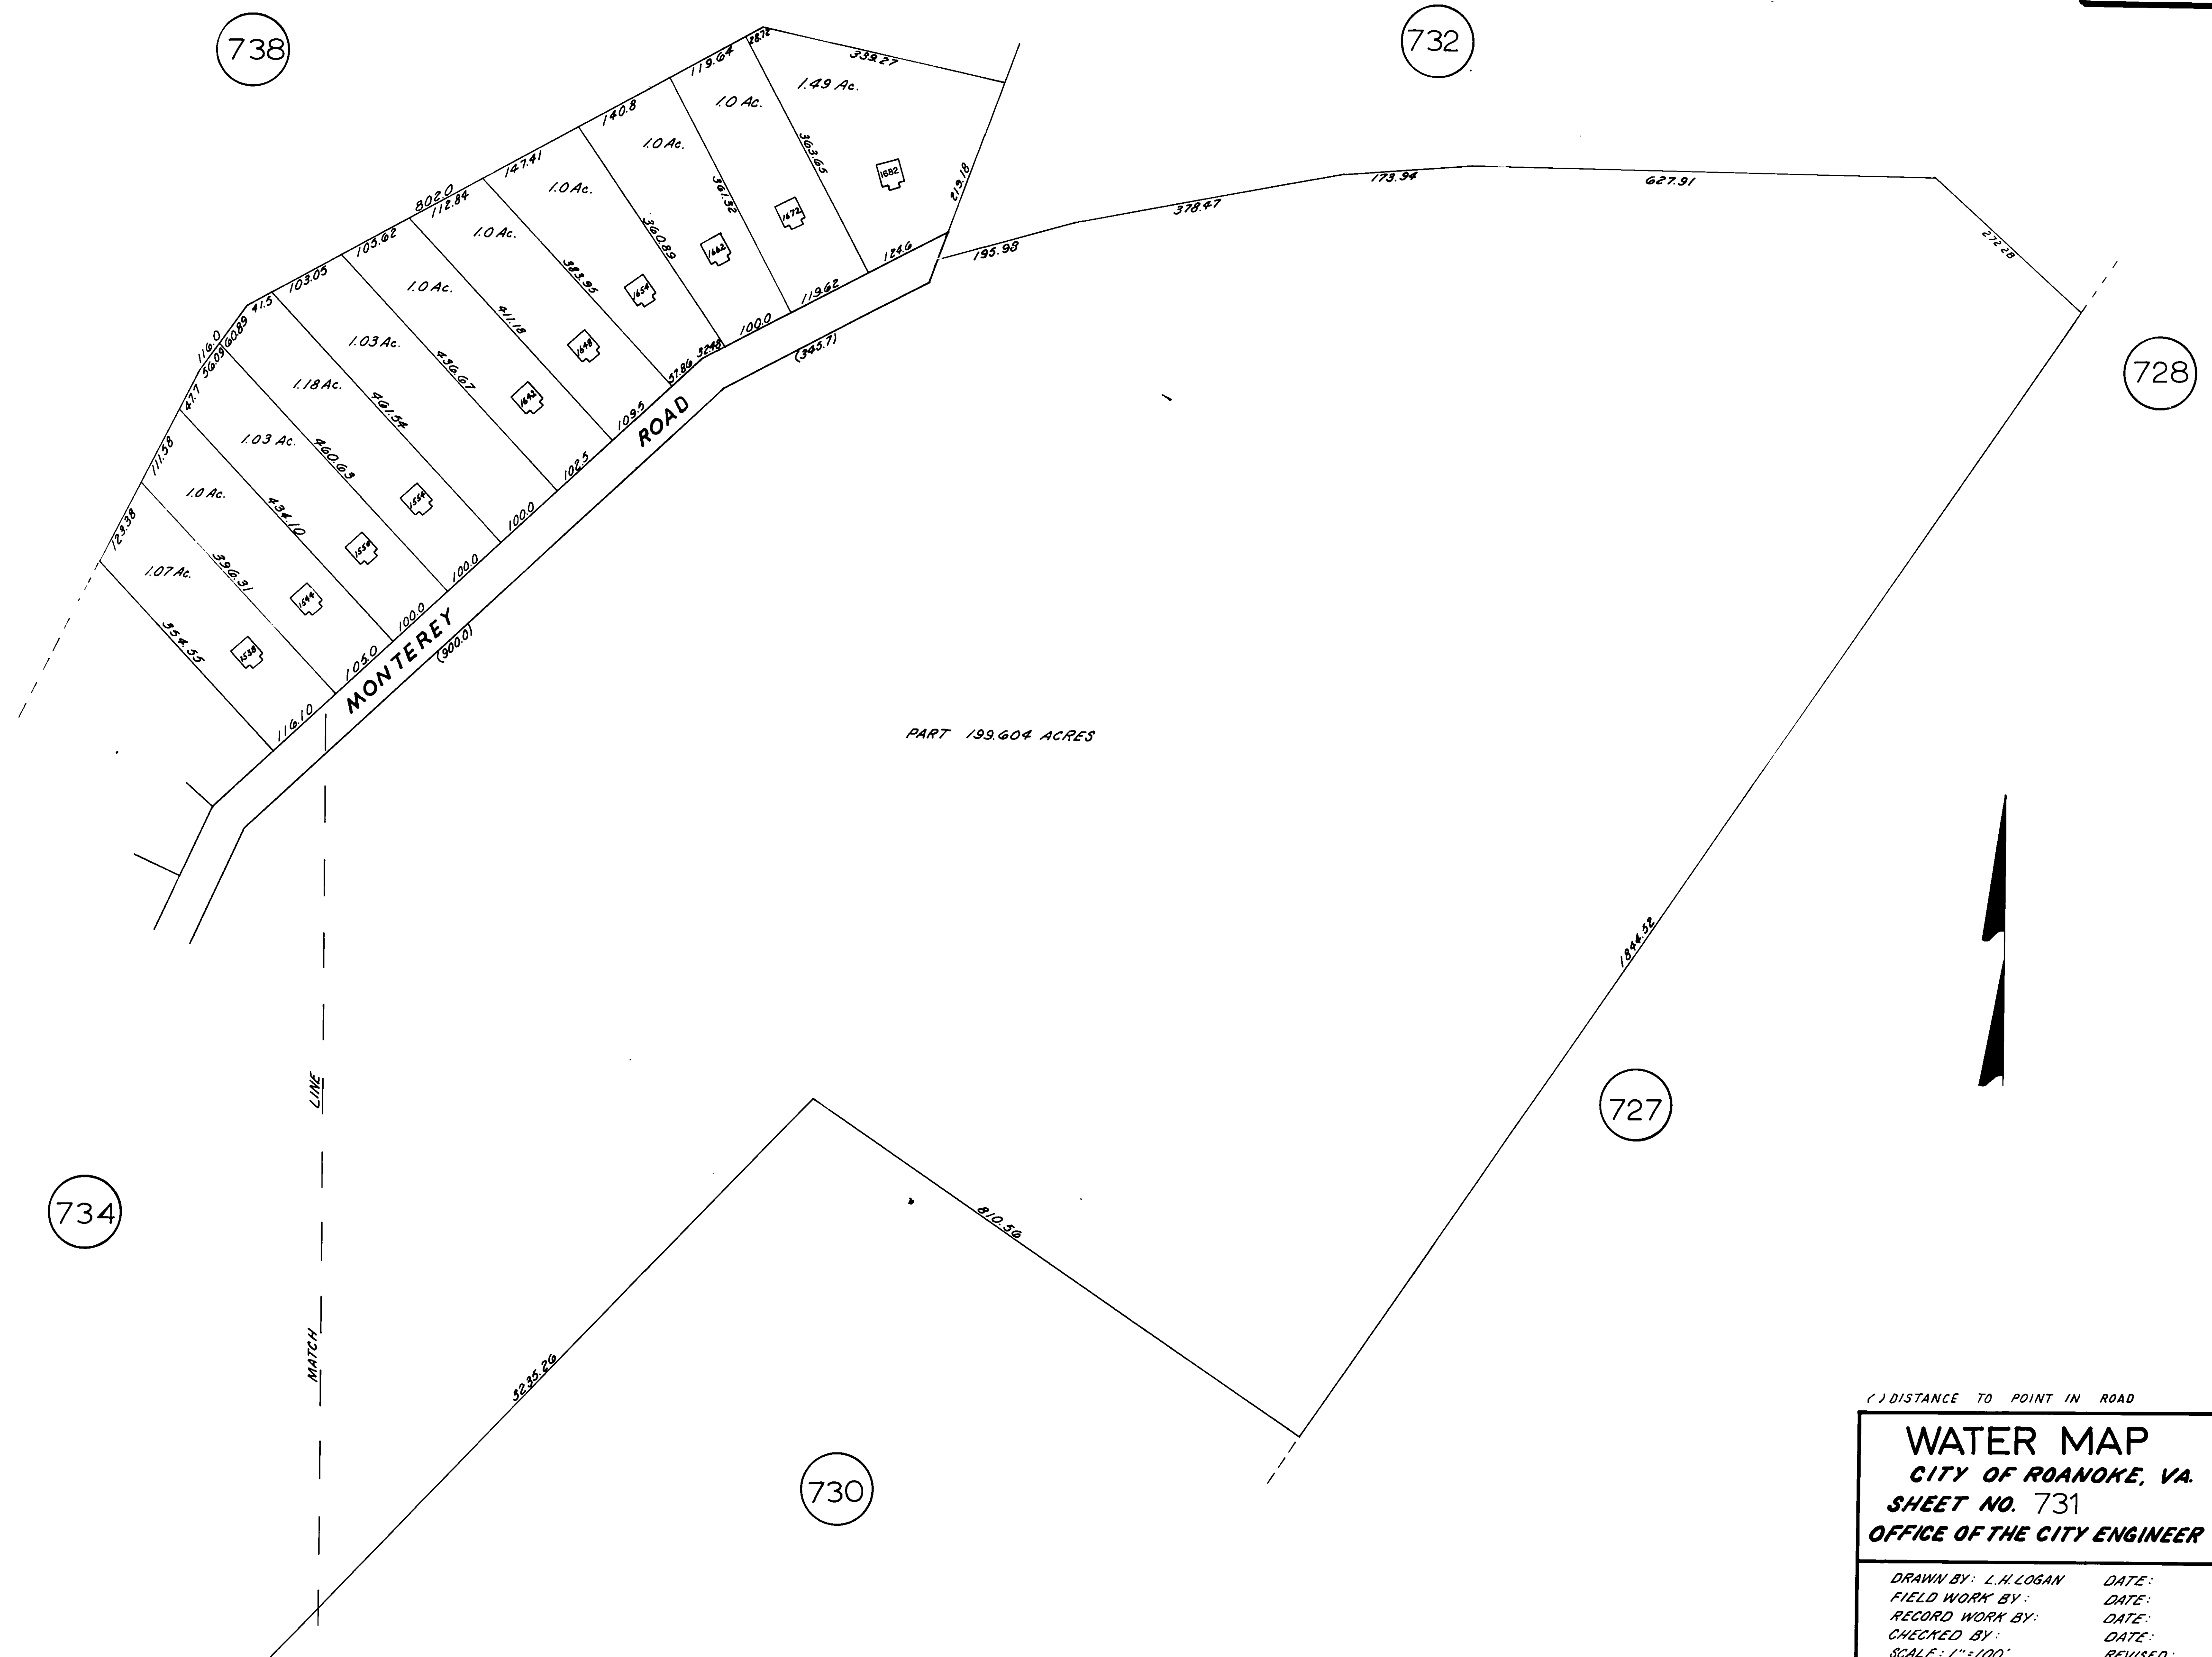 738
732
28.72
119.64
339.27
1.49 Ac.
1.0 Ac.
140.8
1.0 Ac.
363.65
1682
147.41
1.0 Ac.
361.32
1672
219.18
173.94
627.91
802.0
112.84
1.0 Ac.
360.89
1662
124.6
378.47
195.93
272.28
105.62
383.95
1654
119.62
103.05
1.0 Ac.
411.18
1648
100.0
(345.7)
41.5
60.89
116.0
56.09
1.03 Ac.
436.67
1642
32.48
57.86
728
47.7
1.18 Ac.
461.54
109.5
ROAD
111.58
1.03 Ac.
460.63
1554
102.5
123.38
1.0 Ac.
434.10
1550
100.0
1.07 Ac.
396.31
1544
100.0
354.55
1538
100.0
105.0
MONTEREY
(900.0)
116.10
PART 199.604 ACRES
1844.52
LINE
727
734
810.56
MATCH
3235.26
730
( ) DISTANCE TO POINT IN ROAD
WATER MAP
CITY OF ROANOKE, VA.
SHEET NO. 731
OFFICE OF THE CITY ENGINEER
DRAWN BY: L.H. LOGAN DATE:
FIELD WORK BY: DATE:
RECORD WORK BY: DATE:
CHECKED BY: DATE:
SCALE: 1"=100' REVISED: